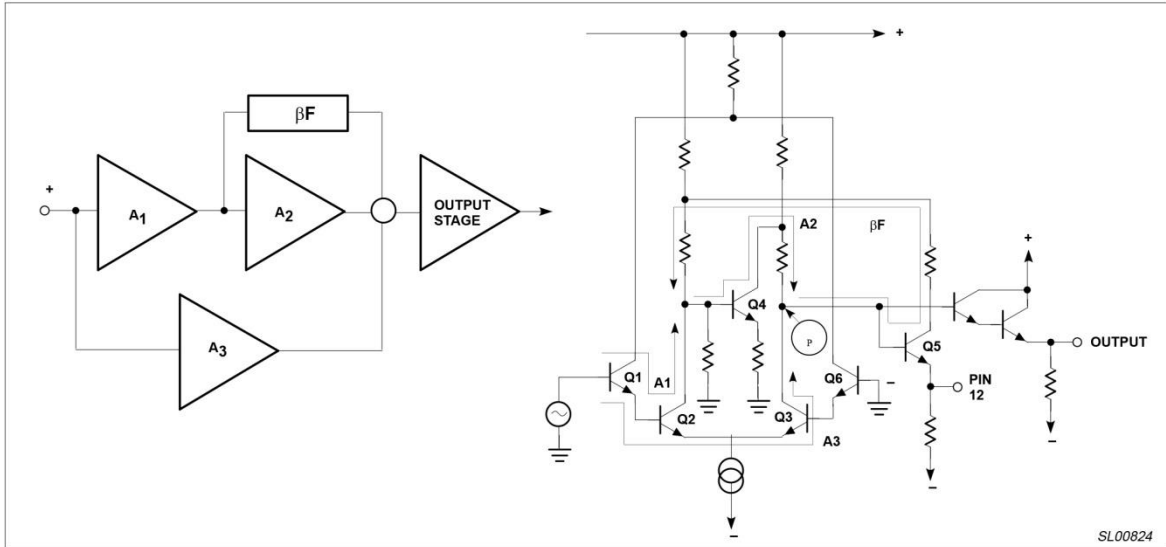 βF
+
A1
A2
OUTPUT
STAGE
A3
+
A2
βF
+
Q4
Q5
OUTPUT
P
Q1
A1
Q6
–
PIN
12
Q2
Q3
A3
–
–
–
SL00824